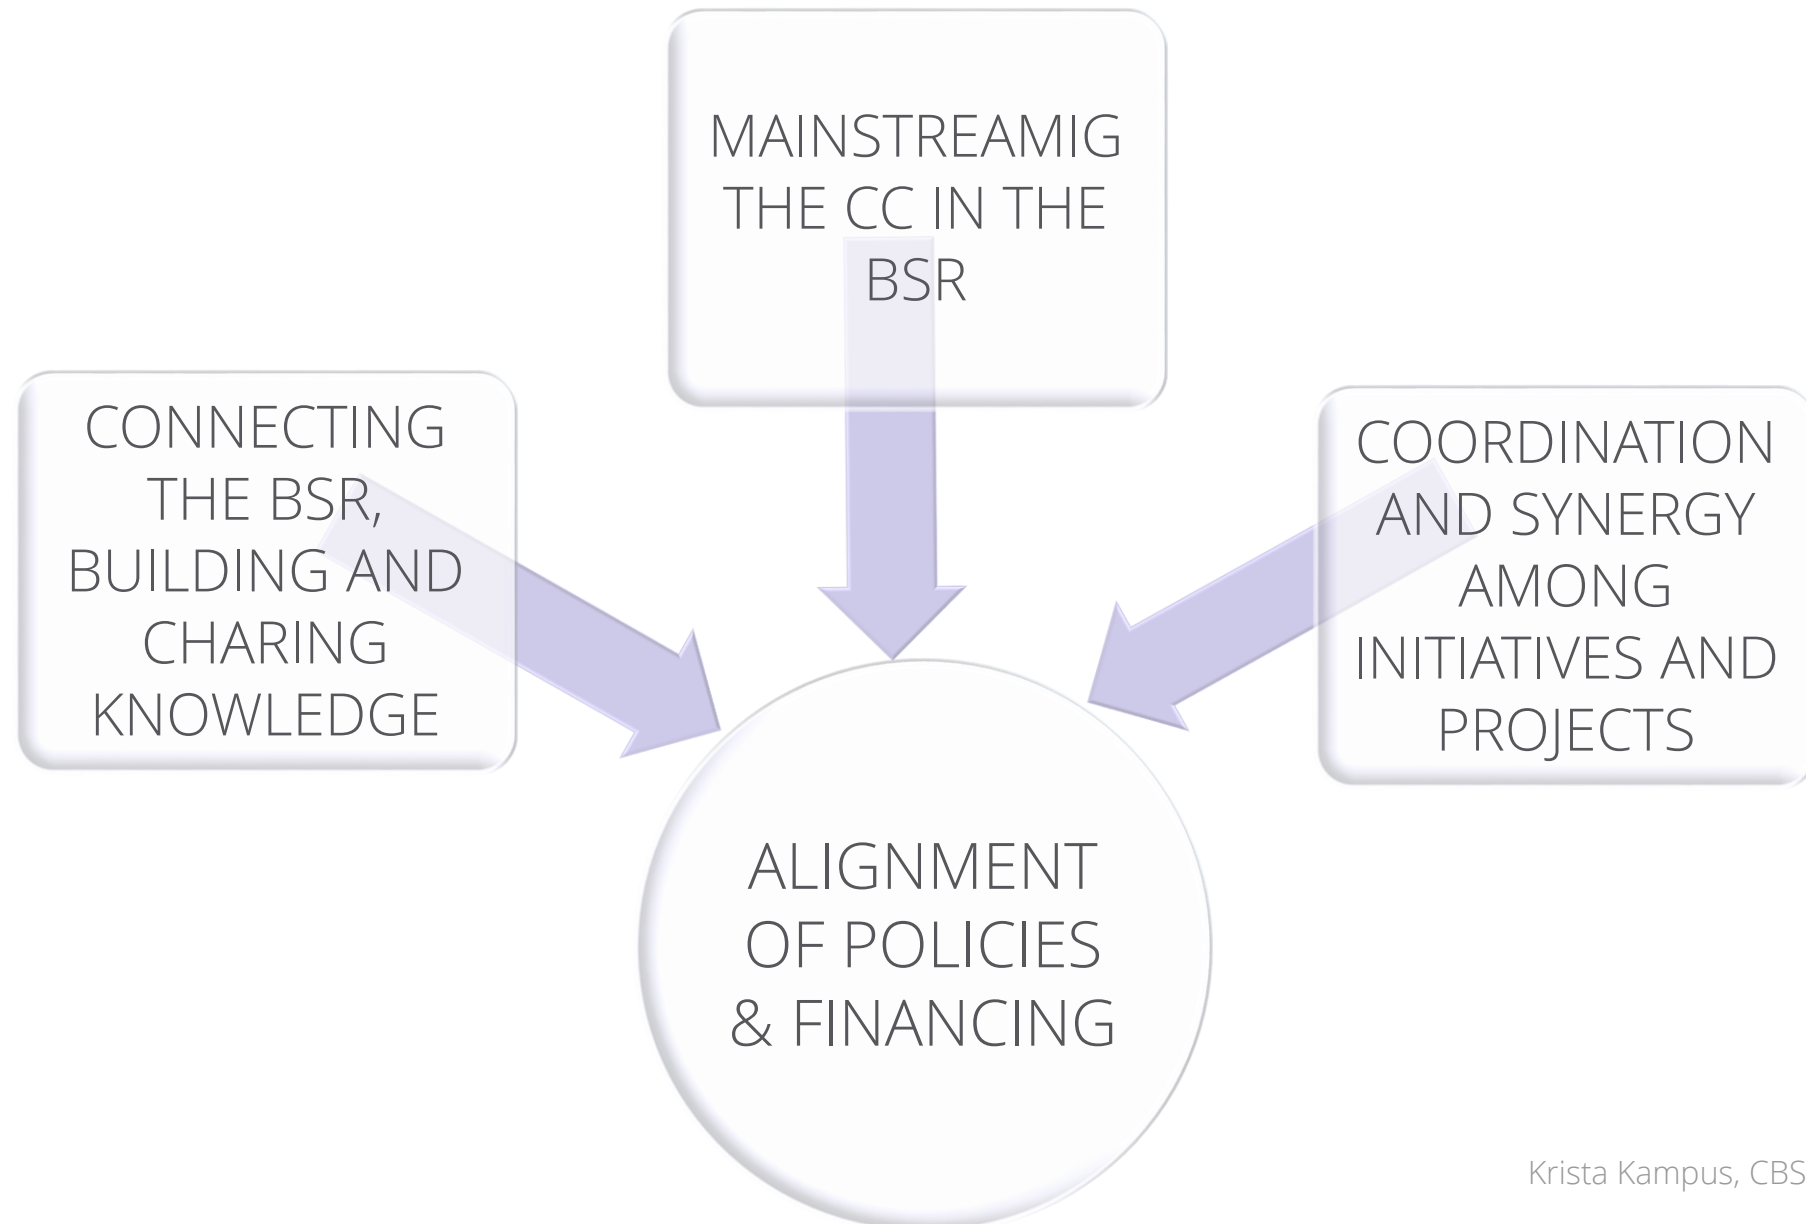 MAINSTREAMIG
THE CC IN THE
BSR
CONNECTING
THE BSR,
BUILDING AND
CHARING
KNOWLEDGE
COORDINATION
AND SYNERGY
AMONG
INITIATIVES AND
PROJECTS
ALIGNMENT
OF POLICIES
& FINANCING
Krista Kampus, CBS